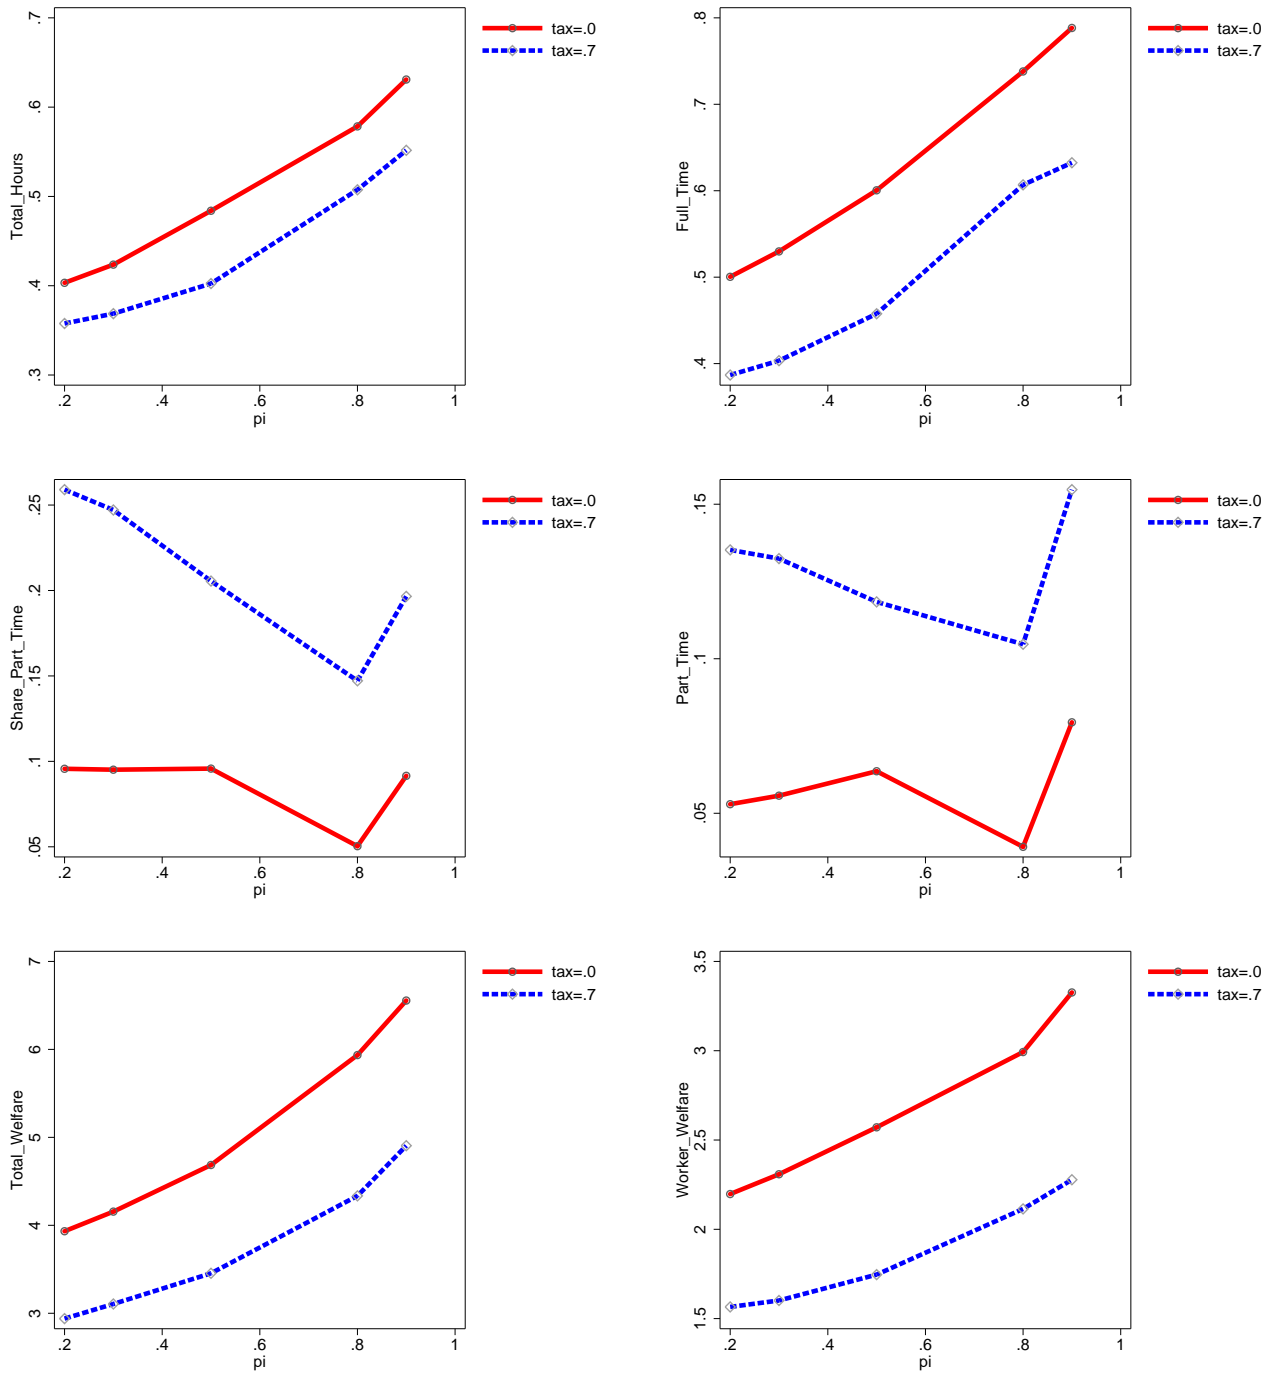 Total_Hours
.7
.6
.5
.4
.3
.2 .4 .6 .8 1
pi
tax=.0
tax=.7
Full_Time
.8
.7
.6
.5
.4
.2 .4 .6 .8 1
pi
tax=.0
tax=.7
Share_Part_Time
.25
.2
.15
.1
.05
.2 .4 .6 .8 1
pi
tax=.0
tax=.7
Part_Time
.15
.1
.05
.2 .4 .6 .8 1
pi
tax=.0
tax=.7
Total_Welfare
7
6
5
4
3
.2 .4 .6 .8 1
pi
tax=.0
tax=.7
Worker_Welfare
3.5
3
2.5
2
1.5
.2 .4 .6 .8 1
pi
tax=.0
tax=.7